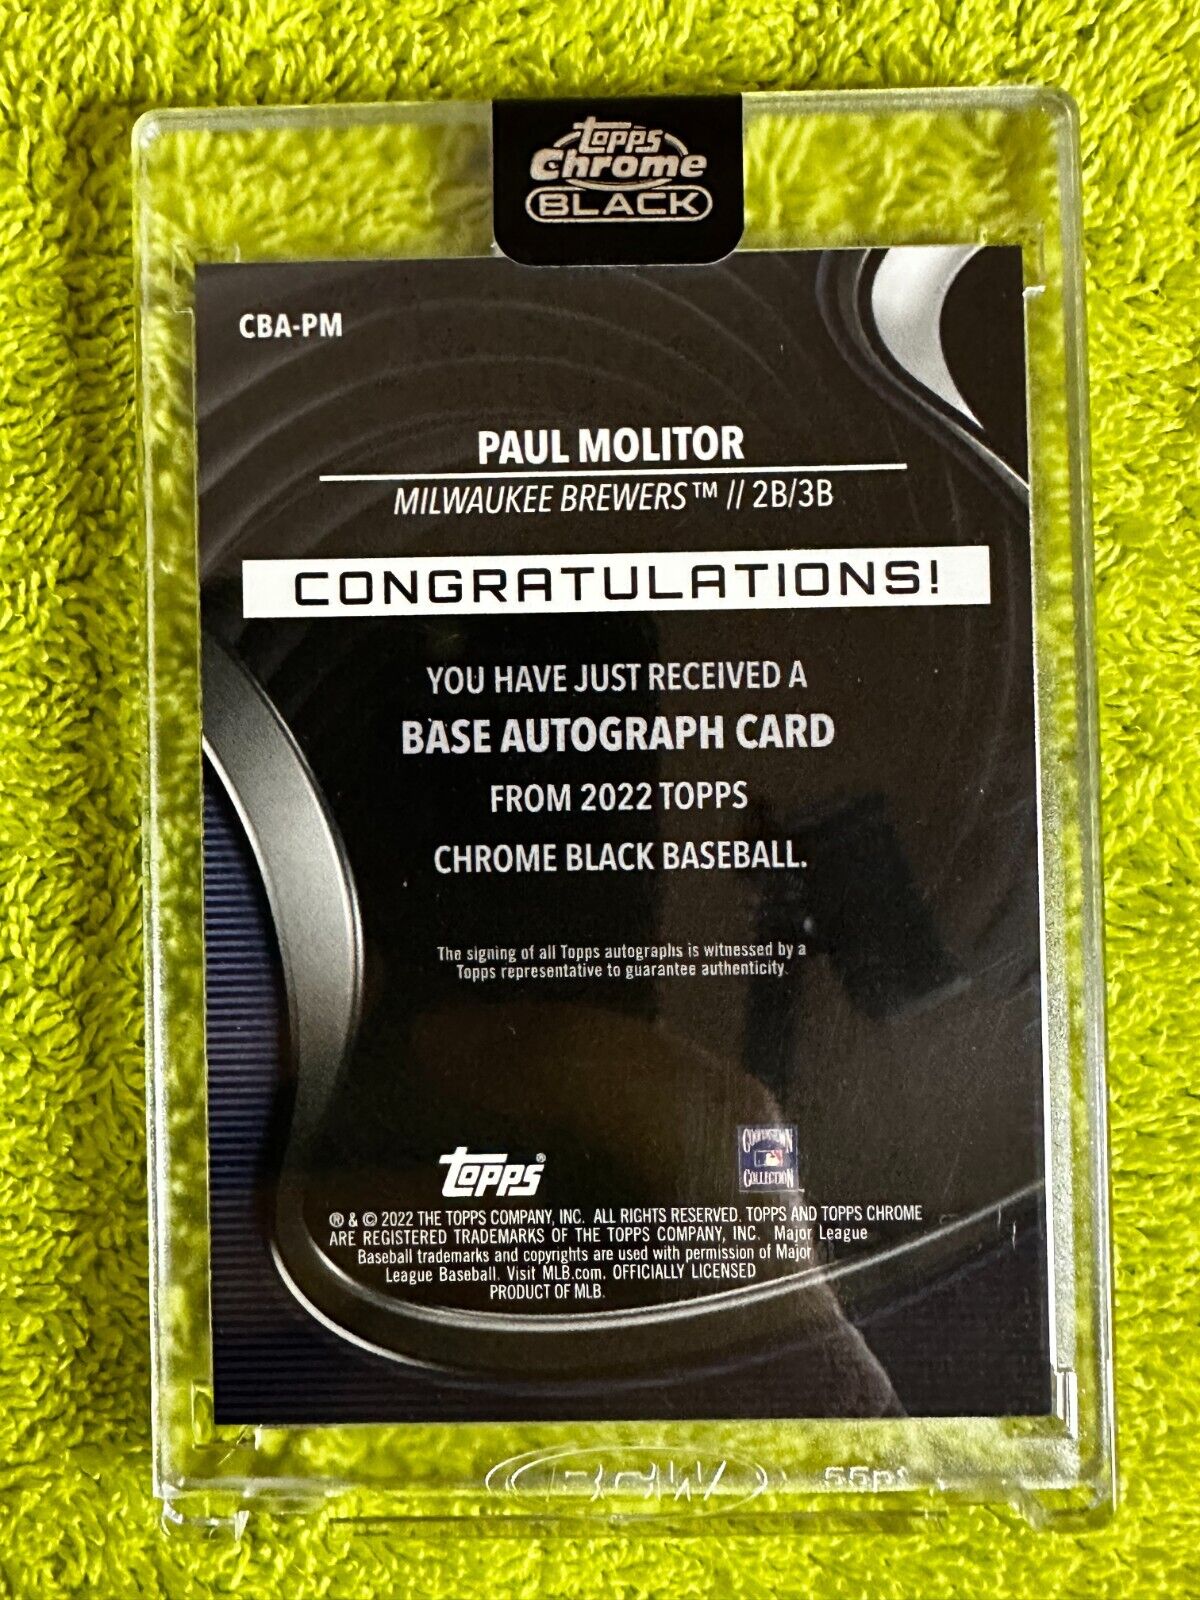 topps
Chrome
BLACK
CBA-PM
PAUL MOLITOR
MILWAUKEE BREWERS™ // 2B/3B
CONGRATULATIONS!
YOU HAVE JUST RECEIVED A
BASE AUTOGRAPH CARD
FROM 2022 TOPPS
CHROME BLACK BASEBALL.
The signing of all Topps autographs is witnessed by a
Topps representative to guarantee authenticity.
topps®
COOPERSTOWN
COLLECTION
® & © 2022 THE TOPPS COMPANY, INC. ALL RIGHTS RESERVED. TOPPS AND TOPPS CHROME
ARE REGISTERED TRADEMARKS OF THE TOPPS COMPANY, INC. Major League
Baseball trademarks and copyrights are used with permission of Major
League Baseball. Visit MLB.com. OFFICIALLY LICENSED
PRODUCT OF MLB.
BCW 55pt